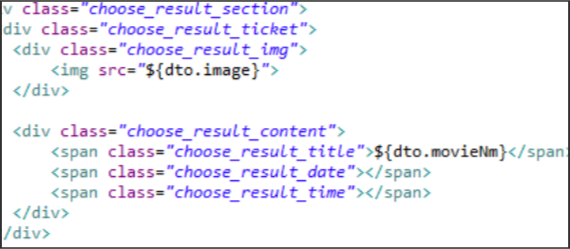 v class="choose_result_section">
div class="choose_result_ticket">
<div class="choose_result_img">
<img src="${dto.image}">
</div>
<div class="choose_result_content">
<span class="choose_result_title">${dto.movieNm}</span>
<span class="choose_result_date"></span>
<span class="choose_result_time"></span>
</div>
/div>